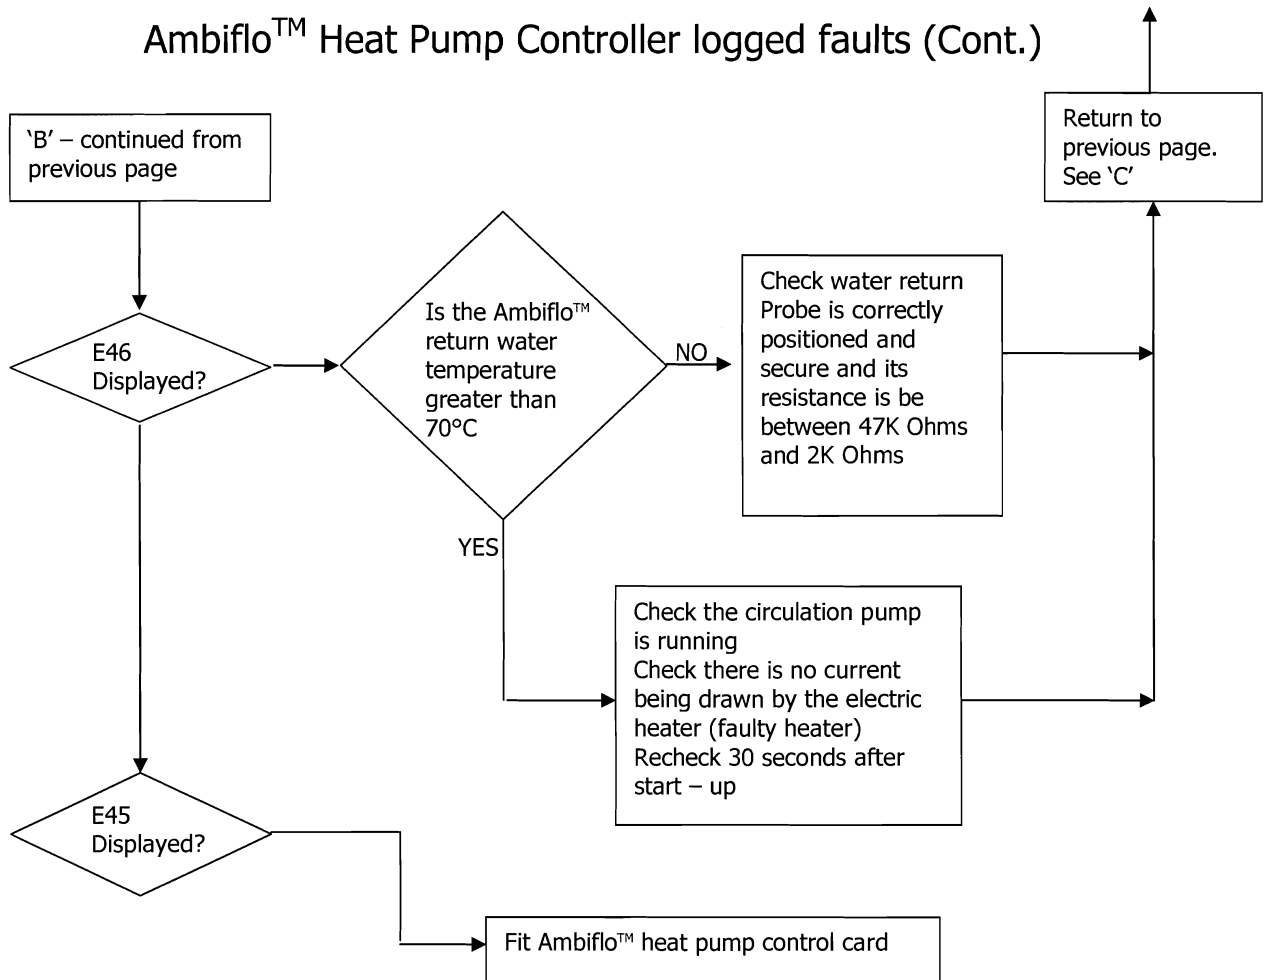 Ambiflo™ Heat Pump Controller logged faults (Cont.)
‘B’ – continued from
previous page
Return to
previous page.
See ‘C’
E46
Displayed?
Is the Ambiflo™
return water
temperature
greater than
70°C
NO
Check water return
Probe is correctly
positioned and
secure and its
resistance is be
between 47K Ohms
and 2K Ohms
YES
Check the circulation pump
is running
Check there is no current
being drawn by the electric
heater (faulty heater)
Recheck 30 seconds after
start – up
E45
Displayed?
Fit Ambiflo™ heat pump control card